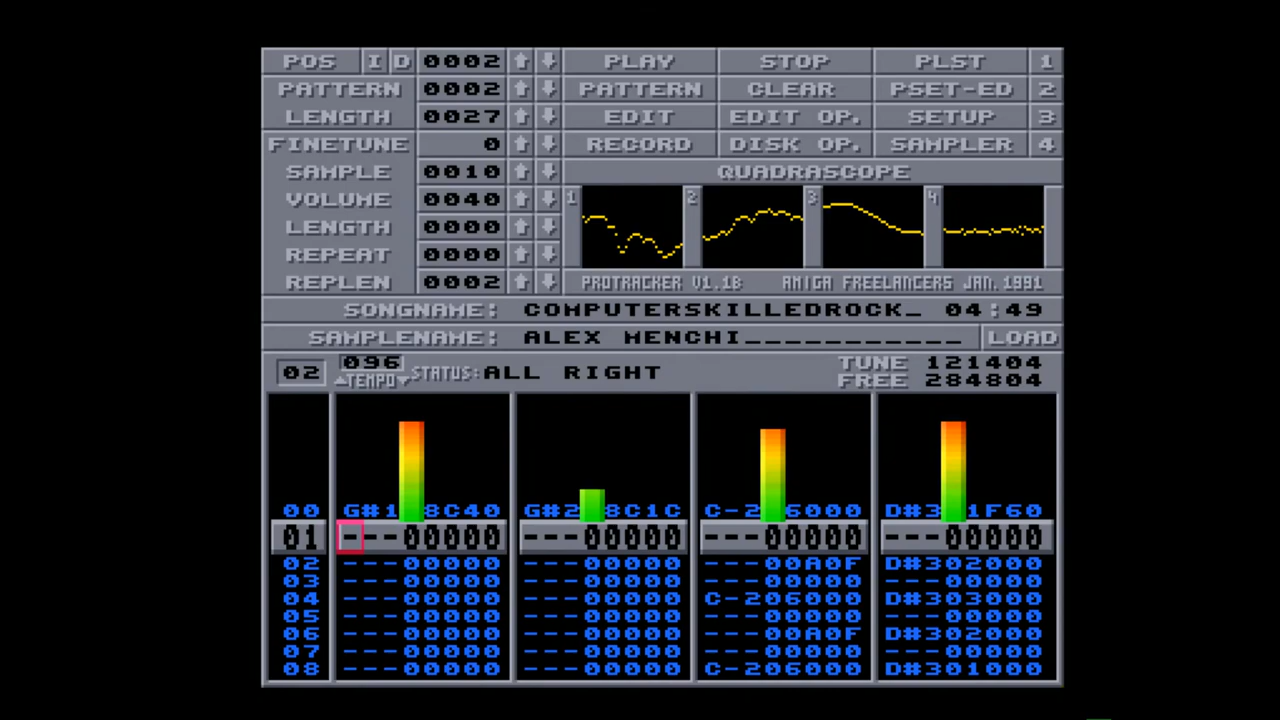 POS I D 0002 PLAY STOP PLST 1
PATTERN 0002 PATTERN CLEAR PSET-ED 2
LENGTH 0027 EDIT EDIT OP. SETUP 3
FINETUNE 0 RECORD DISK OP. SAMPLER 4
SAMPLE 0010 QUADRASCOPE
VOLUME 0040 1 2 3 4
LENGTH 0000
REPEAT 0000
REPLEN 0002 PROTRACKER V1.1B AMIGA FREELANCERS JAN.1991
SONGNAME: COMPUTERSKILLEDROCK_ 04:49
SAMPLENAME: ALEX MENCHI___________ LOAD
02 096 TEMPO STATUS:ALL RIGHT TUNE 121404
FREE 284804
00 G#1 8C40 G#2 8C1C C-2 6000 D#3 1F60
01 ---00000 ---00000 ---00000 ---00000
02 ---00000 ---00000 ---00A0F D#302000
03 ---00000 ---00000 ---00000 ---00000
04 ---00000 ---00000 C-206000 D#303000
05 ---00000 ---00000 ---00000 ---00000
06 ---00000 ---00000 ---00A0F D#302000
07 ---00000 ---00000 ---00000 ---00000
08 ---00000 ---00000 C-206000 D#301000